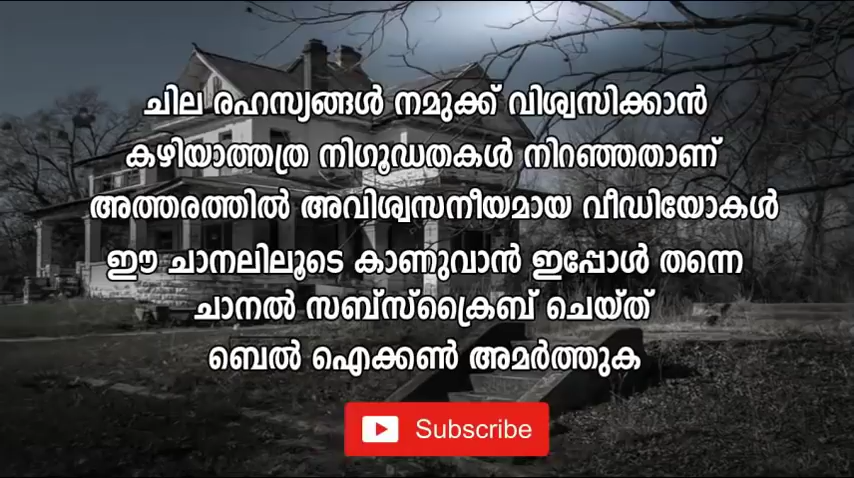 ചില രഹസ്യങ്ങൾ നമുക്ക് വിശ്വസിക്കാൻ
കഴിയാത്തത്ര നിഗൂഡതകൾ നിറഞ്ഞതാണ്
അത്തരത്തിൽ അവിശ്വസനീയമായ വീഡിയോകൾ
ഈ ചാനലിലൂടെ കാണുവാൻ ഇപ്പോൾ തന്നെ
ചാനൽ സബ്സ്ക്രൈബ് ചെയ്ത്
ബെൽ ഐക്കൺ അമർത്തുക
Subscribe